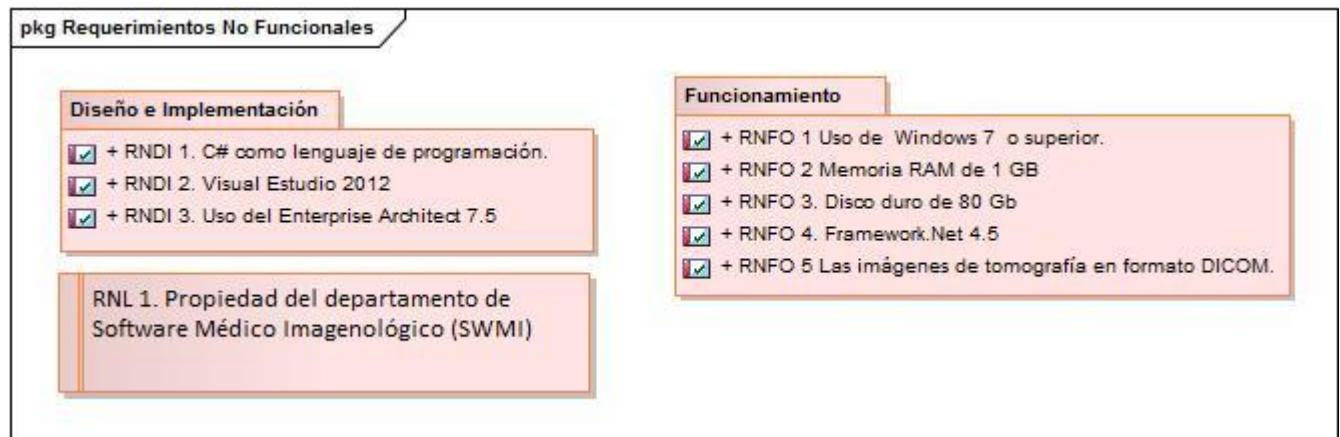 pkg Requerimientos No Funcionales
Diseño e Implementación
+ RNDI 1. C# como lenguaje de programación.
+ RNDI 2. Visual Estudio 2012
+ RNDI 3. Uso del Enterprise Architect 7.5
RNL 1. Propiedad del departamento de
Software Médico Imagenológico (SWMI)
Funcionamiento
+ RNFO 1 Uso de Windows 7 o superior.
+ RNFO 2 Memoria RAM de 1 GB
+ RNFO 3. Disco duro de 80 Gb
+ RNFO 4. Framework.Net 4.5
+ RNFO 5 Las imágenes de tomografía en formato DICOM.